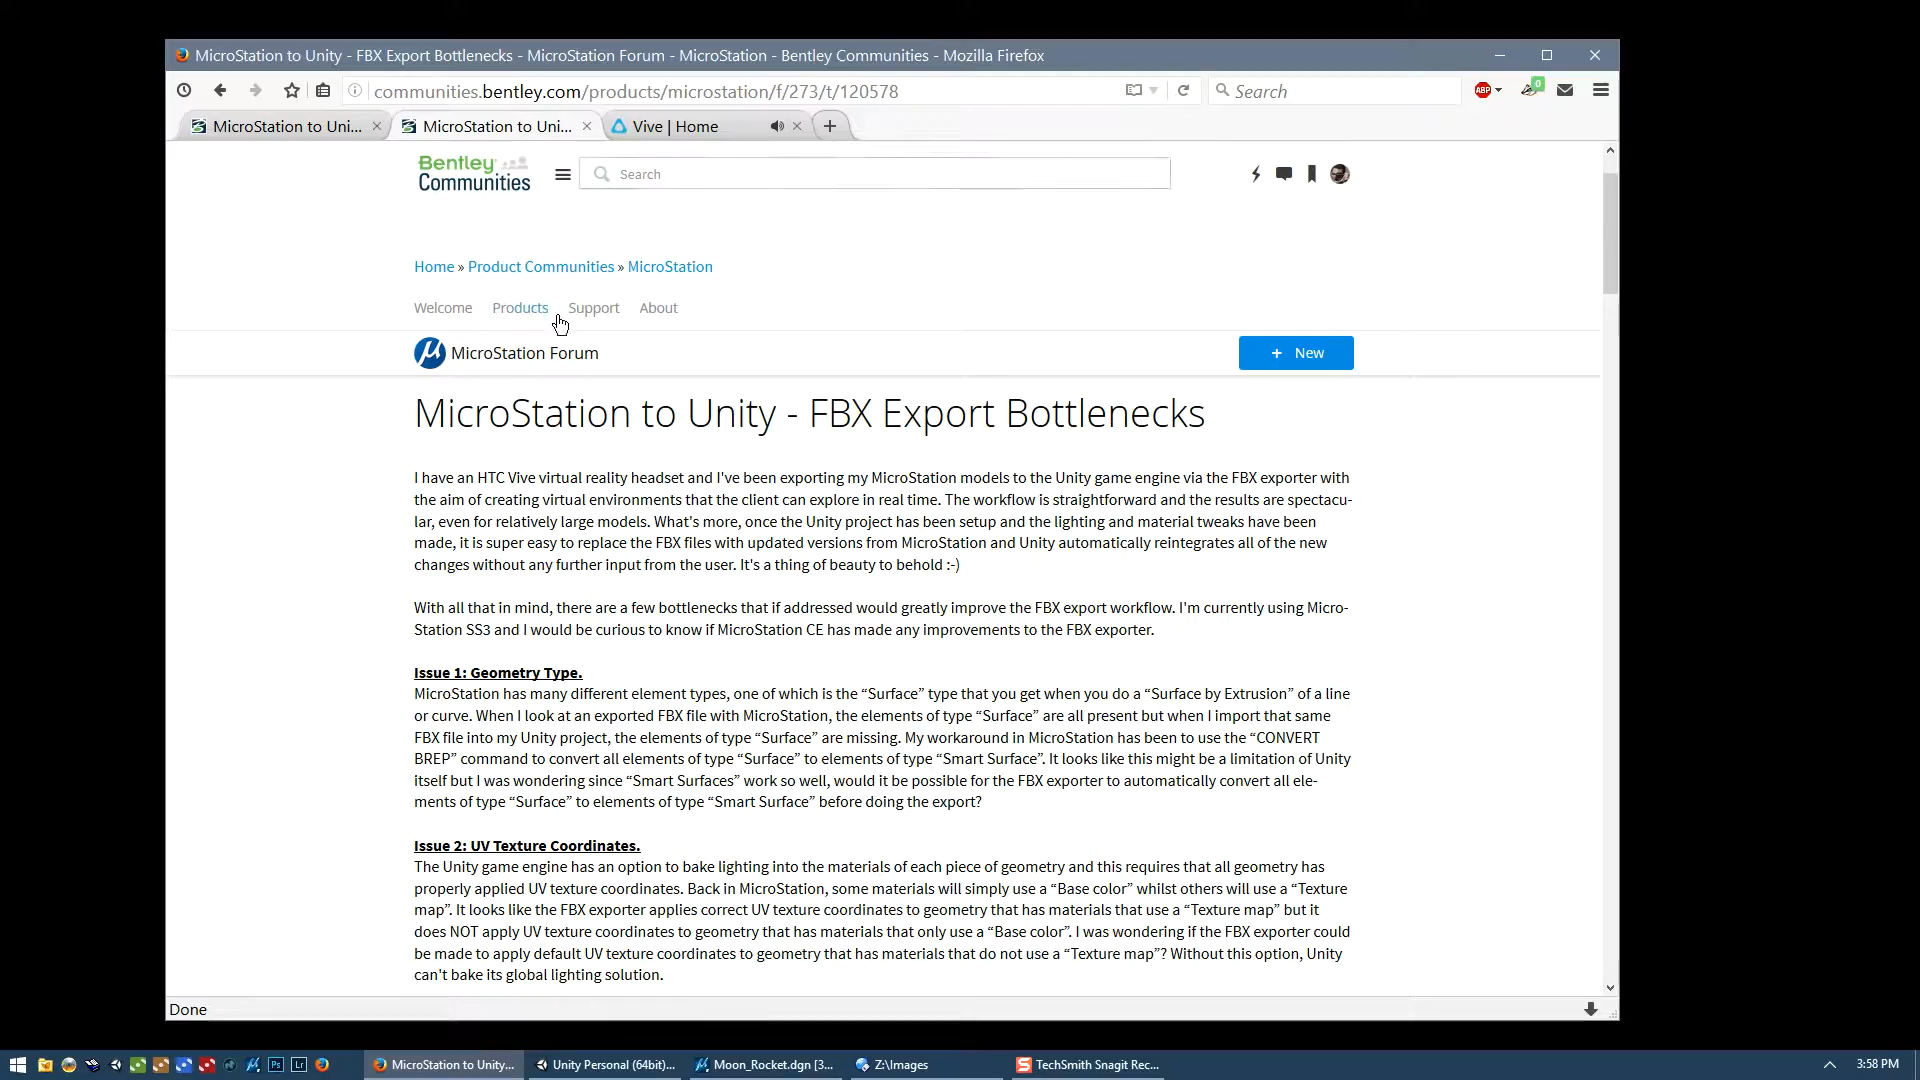 MicroStation to Unity - FBX Export Bottlenecks - MicroStation Forum - MicroStation - Bentley Communities - Mozilla Firefox
communities.bentley.com/products/microstation/f/273/t/120578
Search
ABP
0
MicroStation to Uni...
MicroStation to Uni...
Vive | Home
Bentley
Communities
Search
Home » Product Communities » MicroStation
Welcome Products Support About
MicroStation Forum
+ New
MicroStation to Unity - FBX Export Bottlenecks
I have an HTC Vive virtual reality headset and I've been exporting my MicroStation models to the Unity game engine via the FBX exporter with
the aim of creating virtual environments that the client can explore in real time. The workflow is straightforward and the results are spectacu-
lar, even for relatively large models. What's more, once the Unity project has been setup and the lighting and material tweaks have been
made, it is super easy to replace the FBX files with updated versions from MicroStation and Unity automatically reintegrates all of the new
changes without any further input from the user. It's a thing of beauty to behold :-)
With all that in mind, there are a few bottlenecks that if addressed would greatly improve the FBX export workflow. I'm currently using Micro-
Station SS3 and I would be curious to know if MicroStation CE has made any improvements to the FBX exporter.
Issue 1: Geometry Type.
MicroStation has many different element types, one of which is the “Surface” type that you get when you do a “Surface by Extrusion” of a line
or curve. When I look at an exported FBX file with MicroStation, the elements of type “Surface” are all present but when I import that same
FBX file into my Unity project, the elements of type “Surface” are missing. My workaround in MicroStation has been to use the “CONVERT
BREP” command to convert all elements of type “Surface” to elements of type “Smart Surface”. It looks like this might be a limitation of Unity
itself but I was wondering since “Smart Surfaces” work so well, would it be possible for the FBX exporter to automatically convert all ele-
ments of type “Surface” to elements of type “Smart Surface” before doing the export?
Issue 2: UV Texture Coordinates.
The Unity game engine has an option to bake lighting into the materials of each piece of geometry and this requires that all geometry has
properly applied UV texture coordinates. Back in MicroStation, some materials will simply use a “Base color” whilst others will use a “Texture
map”. It looks like the FBX exporter applies correct UV texture coordinates to geometry that has materials that use a “Texture map” but it
does NOT apply UV texture coordinates to geometry that has materials that only use a “Base color”. I was wondering if the FBX exporter could
be made to apply default UV texture coordinates to geometry that has materials that do not use a “Texture map”? Without this option, Unity
can't bake its global lighting solution.
Done
Ps
Lr
MicroStation to Unity...
Unity Personal (64bit)...
Moon_Rocket.dgn [3...
Z:\Images
TechSmith Snagit Rec...
3:58 PM